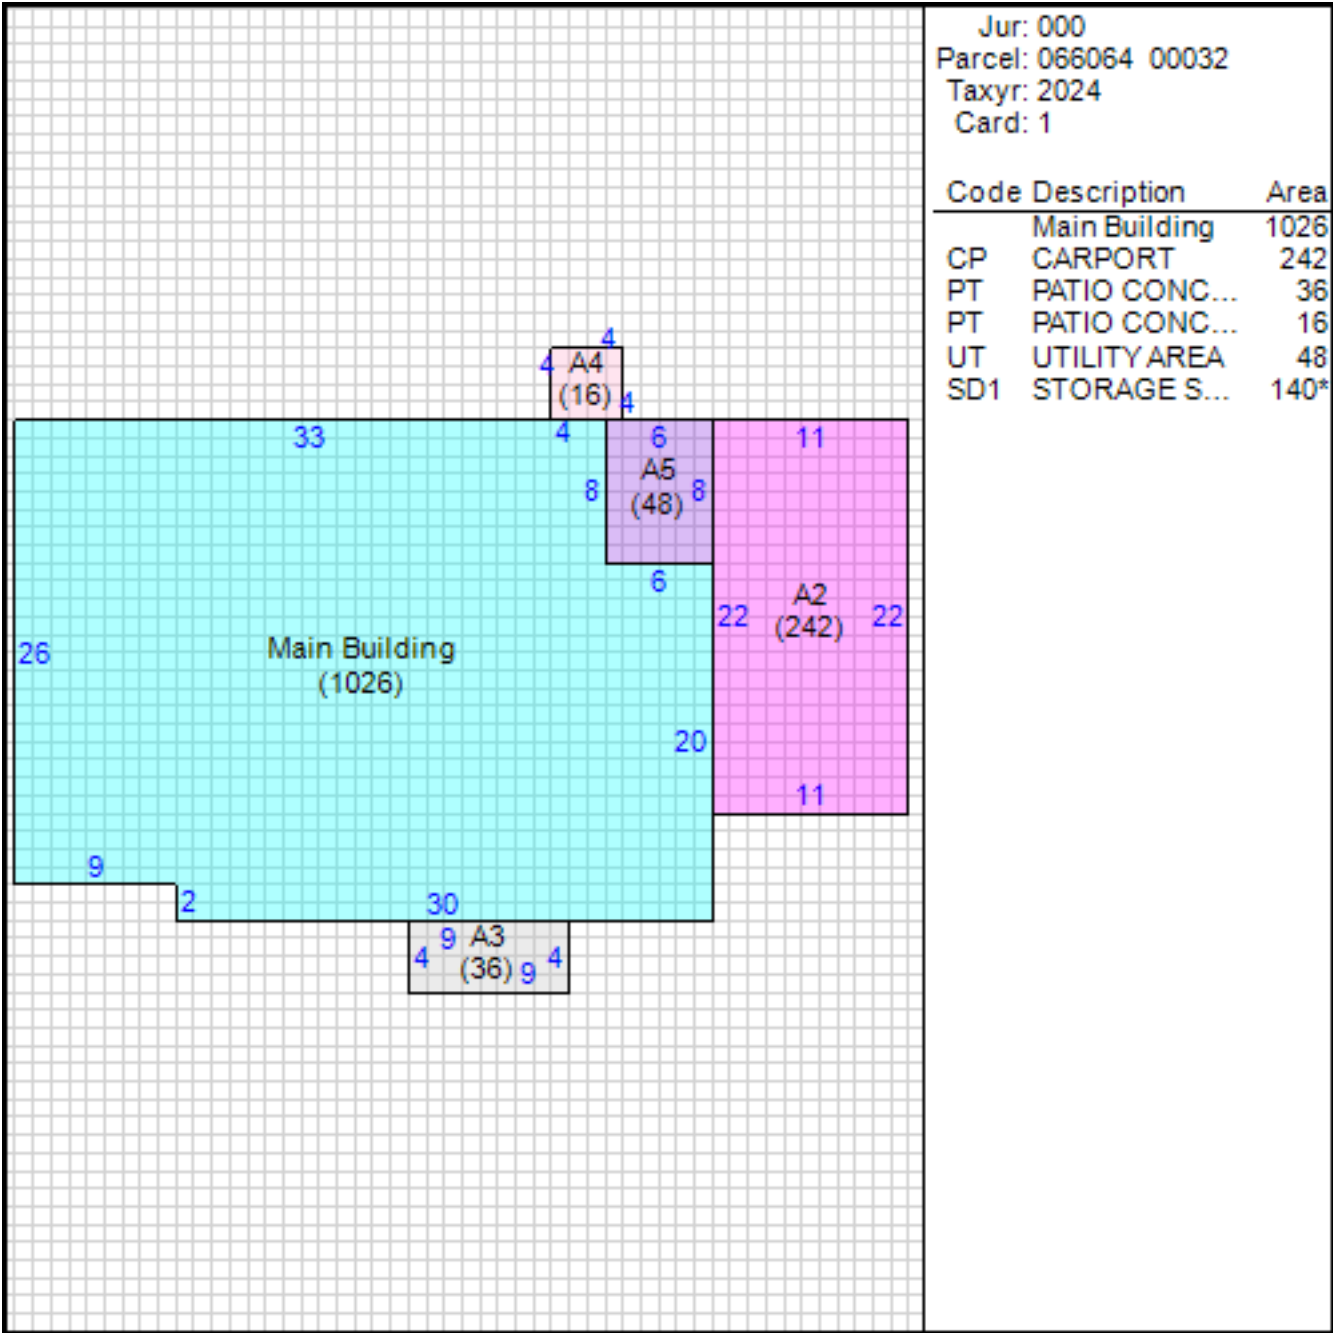 Jur: 000
Parcel: 066064 00032
Taxyr: 2024
Card: 1
Code Description Area
Main Building 1026
CP CARPORT 242
PT PATIO CONC... 36
PT PATIO CONC... 16
UT UTILITY AREA 48
SD1 STORAGE S... 140*
4
4 A4
(16) 4
33 4 6 11
A5
8 (48) 8
6
A2
22 (242) 22
Main Building
26 (1026)
20
11
9
2 30
9 A3
4 (36) 9 4